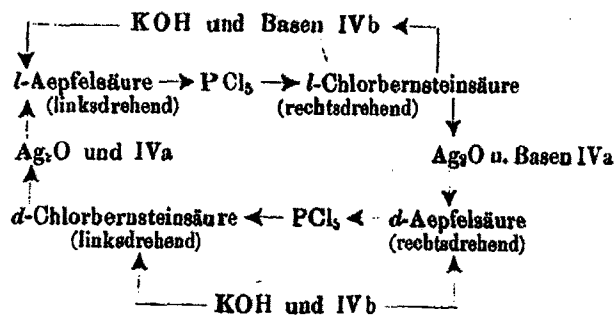 KOH und Basen IVb
l-Aepfelsäure PCl₅ l-Chlorbernsteinsäure
(linksdrehend) (rechtsdrehend)
Ag₂O und IVa Ag₂O u. Basen IVa
d-Chlorbernsteinsäure PCl₅ d-Aepfelsäure
(linksdrehend) (rechtsdrehend)
KOH und IVb